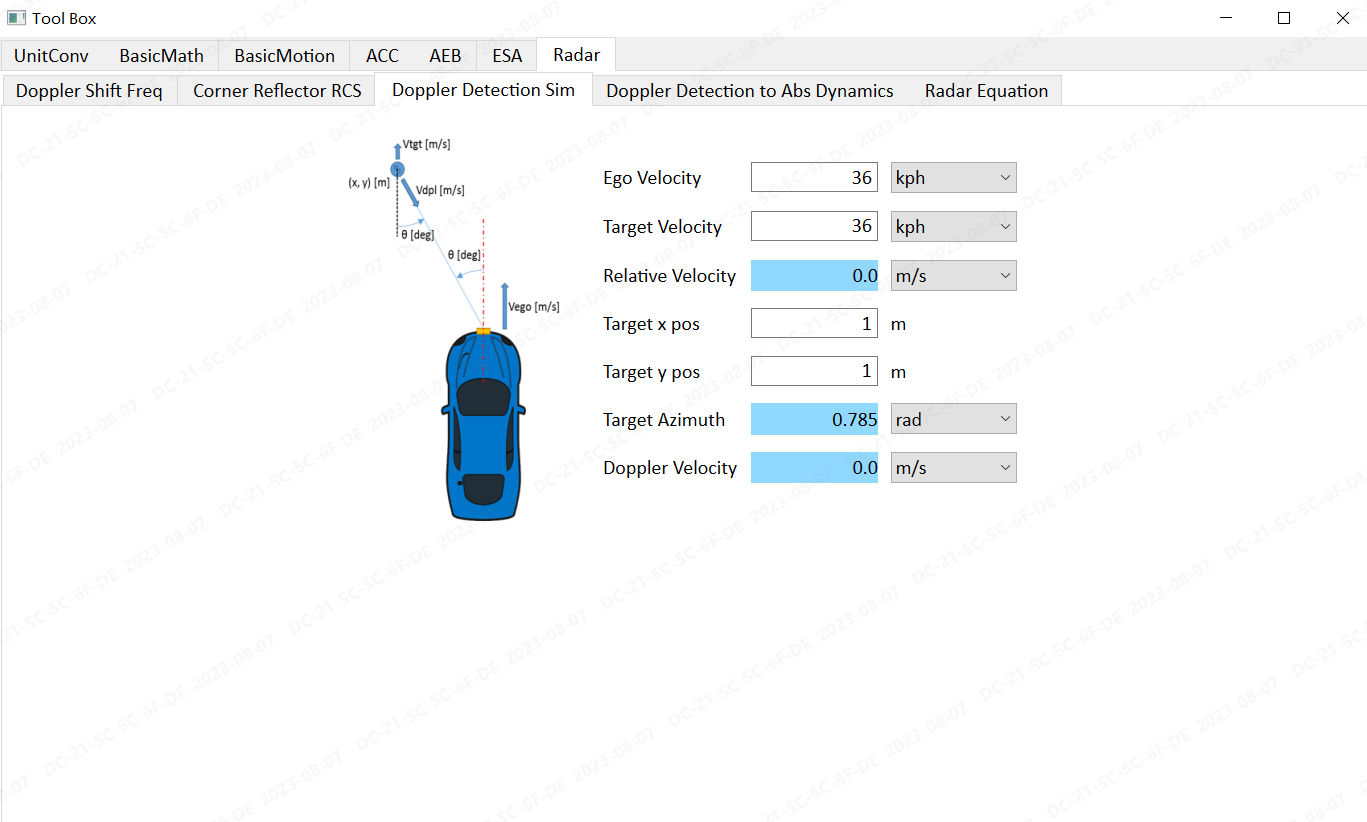 Tool Box
UnitConv BasicMath BasicMotion ACC AEB ESA Radar
Doppler Shift Freq Corner Reflector RCS Doppler Detection Sim Doppler Detection to Abs Dynamics Radar Equation
Vtgt [m/s]
(x, y) [m]
Vdpl [m/s]
θ [deg]
θ [deg]
Vego [m/s]
Ego Velocity 36 kph
Target Velocity 36 kph
Relative Velocity 0.0 m/s
Target x pos 1 m
Target y pos 1 m
Target Azimuth 0.785 rad
Doppler Velocity 0.0 m/s
DC-21-5C-5C-6F-DE 2023-08-07